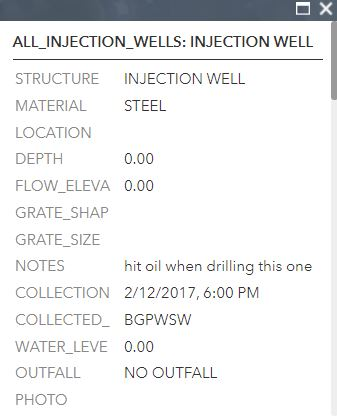 ALL_INJECTION_WELLS: INJECTION WELL
STRUCTURE INJECTION WELL
MATERIAL STEEL
LOCATION
DEPTH 0.00
FLOW_ELEVA 0.00
GRATE_SHAP
GRATE_SIZE
NOTES hit oil when drilling this one
COLLECTION 2/12/2017, 6:00 PM
COLLECTED_ BGPWSW
WATER_LEVE 0.00
OUTFALL NO OUTFALL
PHOTO